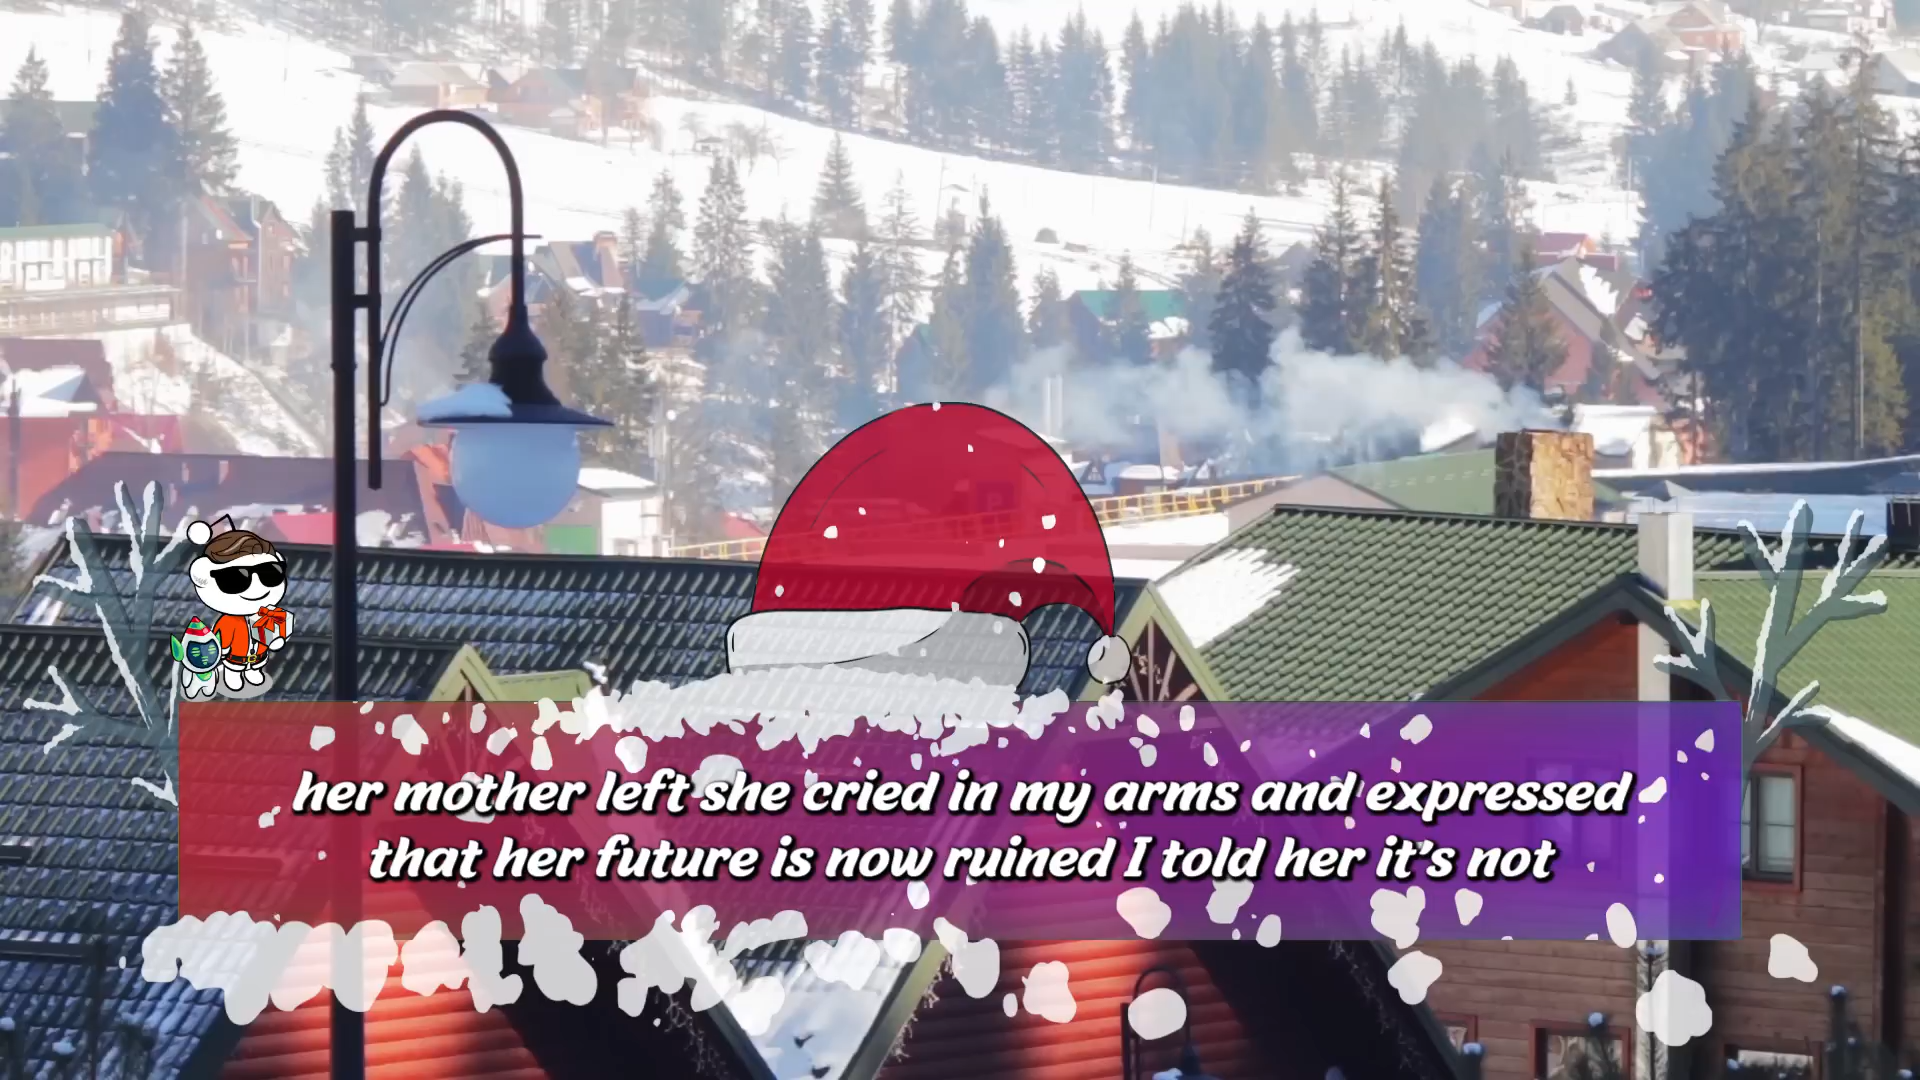 her mother left she cried in my arms and expressed
that her future is now ruined I told her it's not